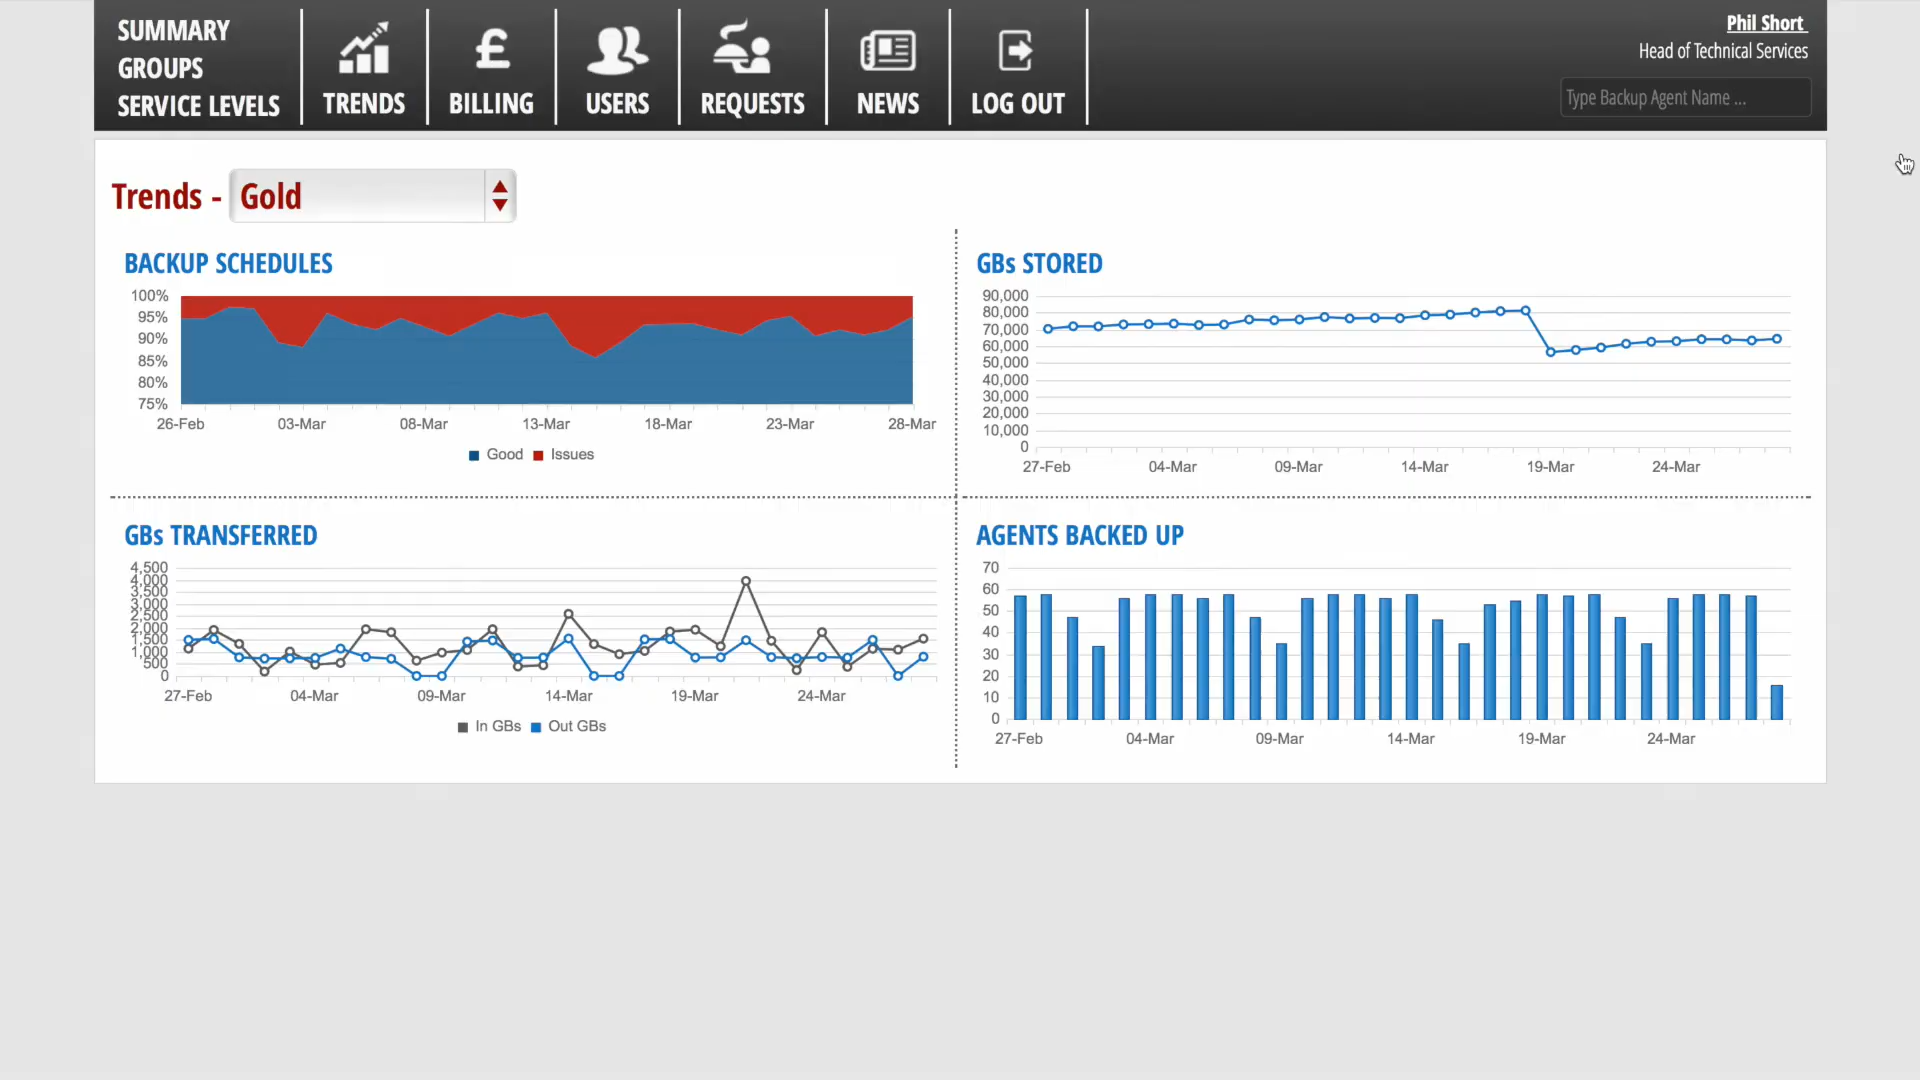 SUMMARY
GROUPS
SERVICE LEVELS
TRENDS
BILLING
USERS
REQUESTS
NEWS
LOG OUT
Phil Short
Head of Technical Services
Type Backup Agent Name ...
Trends - Gold
BACKUP SCHEDULES
100%
95%
90%
85%
80%
75%
26-Feb 03-Mar 08-Mar 13-Mar 18-Mar 23-Mar 28-Mar
Good Issues
GBs STORED
90,000
80,000
70,000
60,000
50,000
40,000
30,000
20,000
10,000
0
27-Feb 04-Mar 09-Mar 14-Mar 19-Mar 24-Mar
GBs TRANSFERRED
4,500
4,000
3,500
3,000
2,500
2,000
1,500
1,000
500
0
27-Feb 04-Mar 09-Mar 14-Mar 19-Mar 24-Mar
In GBs Out GBs
AGENTS BACKED UP
70
60
50
40
30
20
10
0
27-Feb 04-Mar 09-Mar 14-Mar 19-Mar 24-Mar